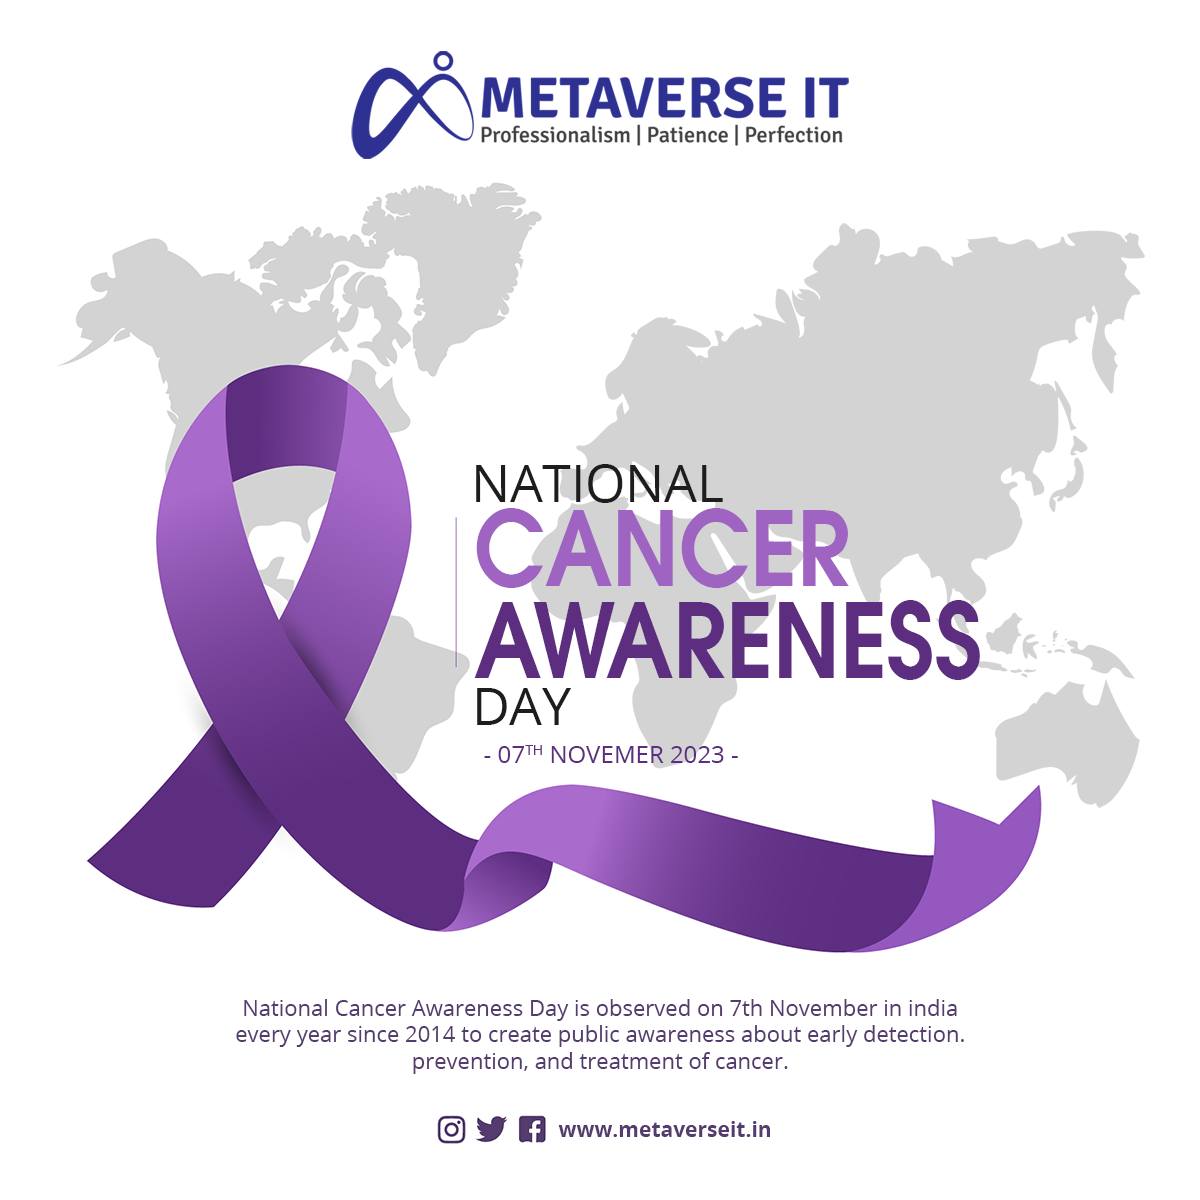 METAVERSE IT
Professionalism | Patience | Perfection
NATIONAL
CANCER
AWARENESS
DAY
- 07TH NOVEMER 2023 -
National Cancer Awareness Day is observed on 7th November in india
every year since 2014 to create public awareness about early detection.
prevention, and treatment of cancer.
www.metaverseit.in